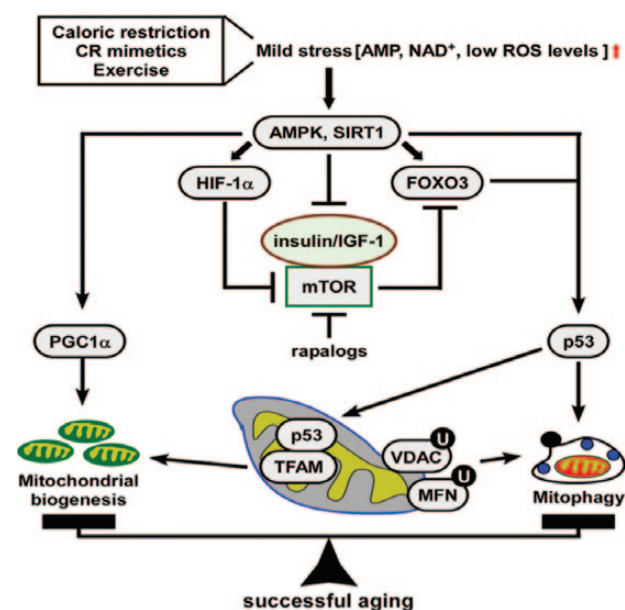 Caloric restriction
CR mimetics
Exercise
Mild stress [AMP, NAD⁺, low ROS levels]
AMPK, SIRT1
HIF-1α
FOXO3
insulin/IGF-1
mTOR
rapalogs
PGC1α
p53
p53
TFAM
VDAC
U
MFN
U
Mitochondrial
biogenesis
Mitophagy
successful aging